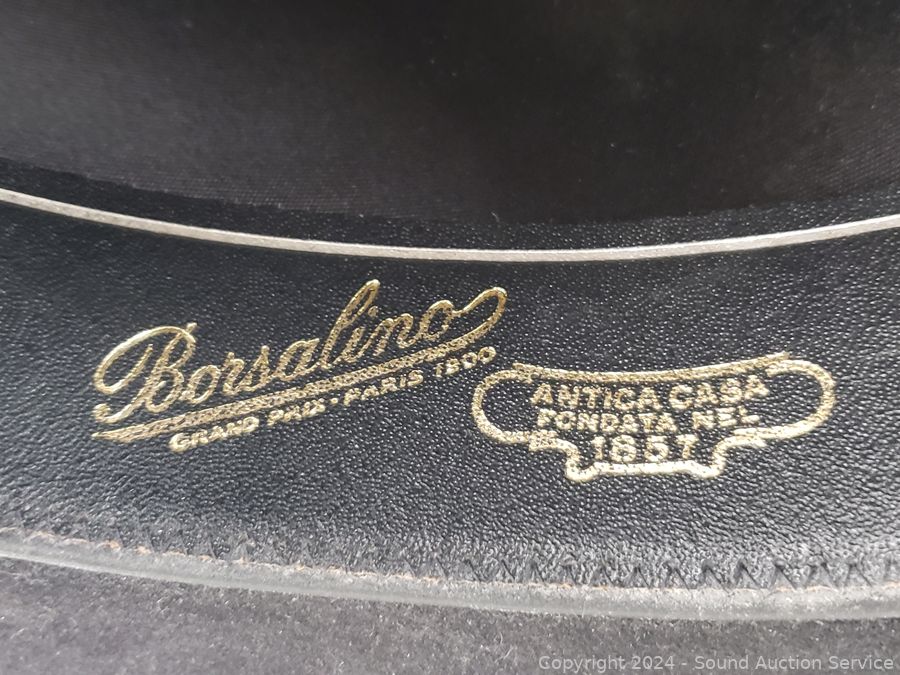 Borsalino
GRAND PRIX · PARIS 1900
ANTICA CASA
FONDATA NEL
1857
Copyright 2024 - Sound Auction Service